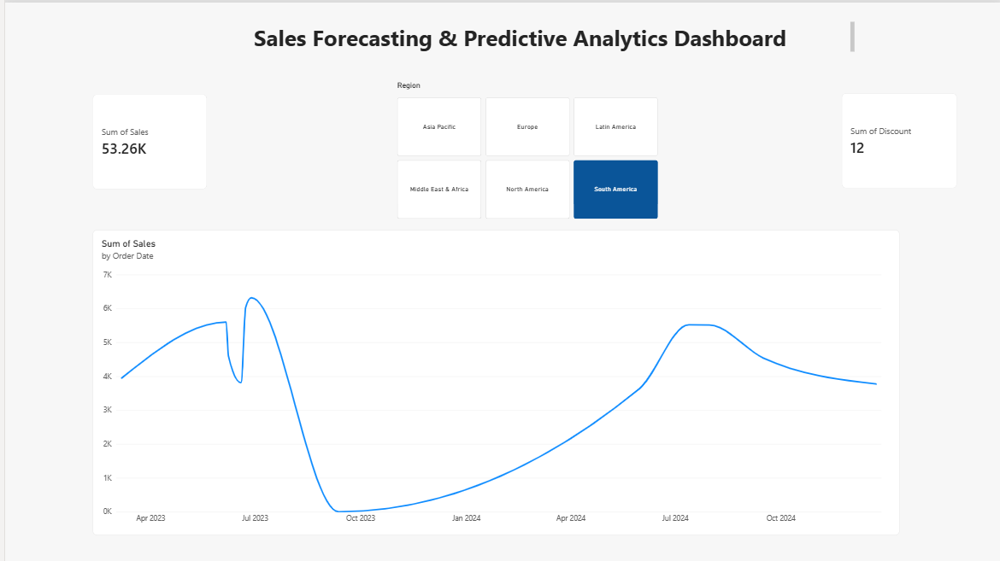 Sales Forecasting & Predictive Analytics Dashboard
Region
Sum of Sales
53.26K
Asia Pacific
Europe
Latin America
Middle East & Africa
North America
South America
Sum of Discount
12
Sum of Sales
by Order Date
7K
6K
5K
4K
3K
2K
1K
0K
Apr 2023
Jul 2023
Oct 2023
Jan 2024
Apr 2024
Jul 2024
Oct 2024